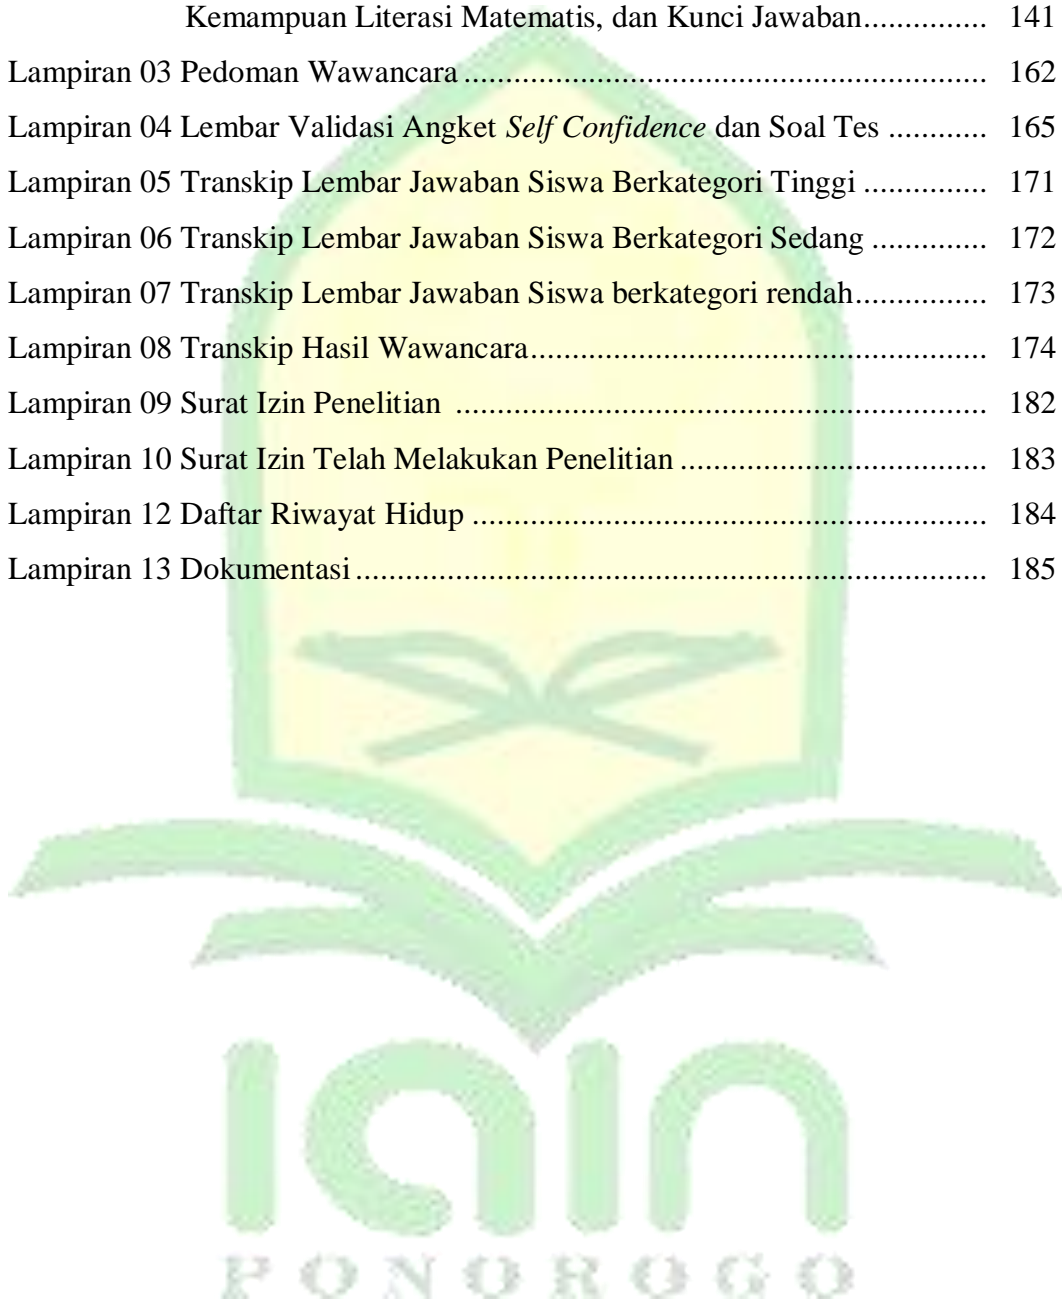 Kemampuan Literasi Matematis, dan Kunci Jawaban............... 141
Lampiran 03 Pedoman Wawancara............................................................... 162
Lampiran 04 Lembar Validasi Angket Self Confidence dan Soal Tes ............ 165
Lampiran 05 Transkip Lembar Jawaban Siswa Berkategori Tinggi ............... 171
Lampiran 06 Transkip Lembar Jawaban Siswa Berkategori Sedang .............. 172
Lampiran 07 Transkip Lembar Jawaban Siswa berkategori rendah................ 173
Lampiran 08 Transkip Hasil Wawancara....................................................... 174
Lampiran 09 Surat Izin Penelitian ................................................................ 182
Lampiran 10 Surat Izin Telah Melakukan Penelitian ..................................... 183
Lampiran 12 Daftar Riwayat Hidup .............................................................. 184
Lampiran 13 Dokumentasi............................................................................ 185
iain
PONOROGO